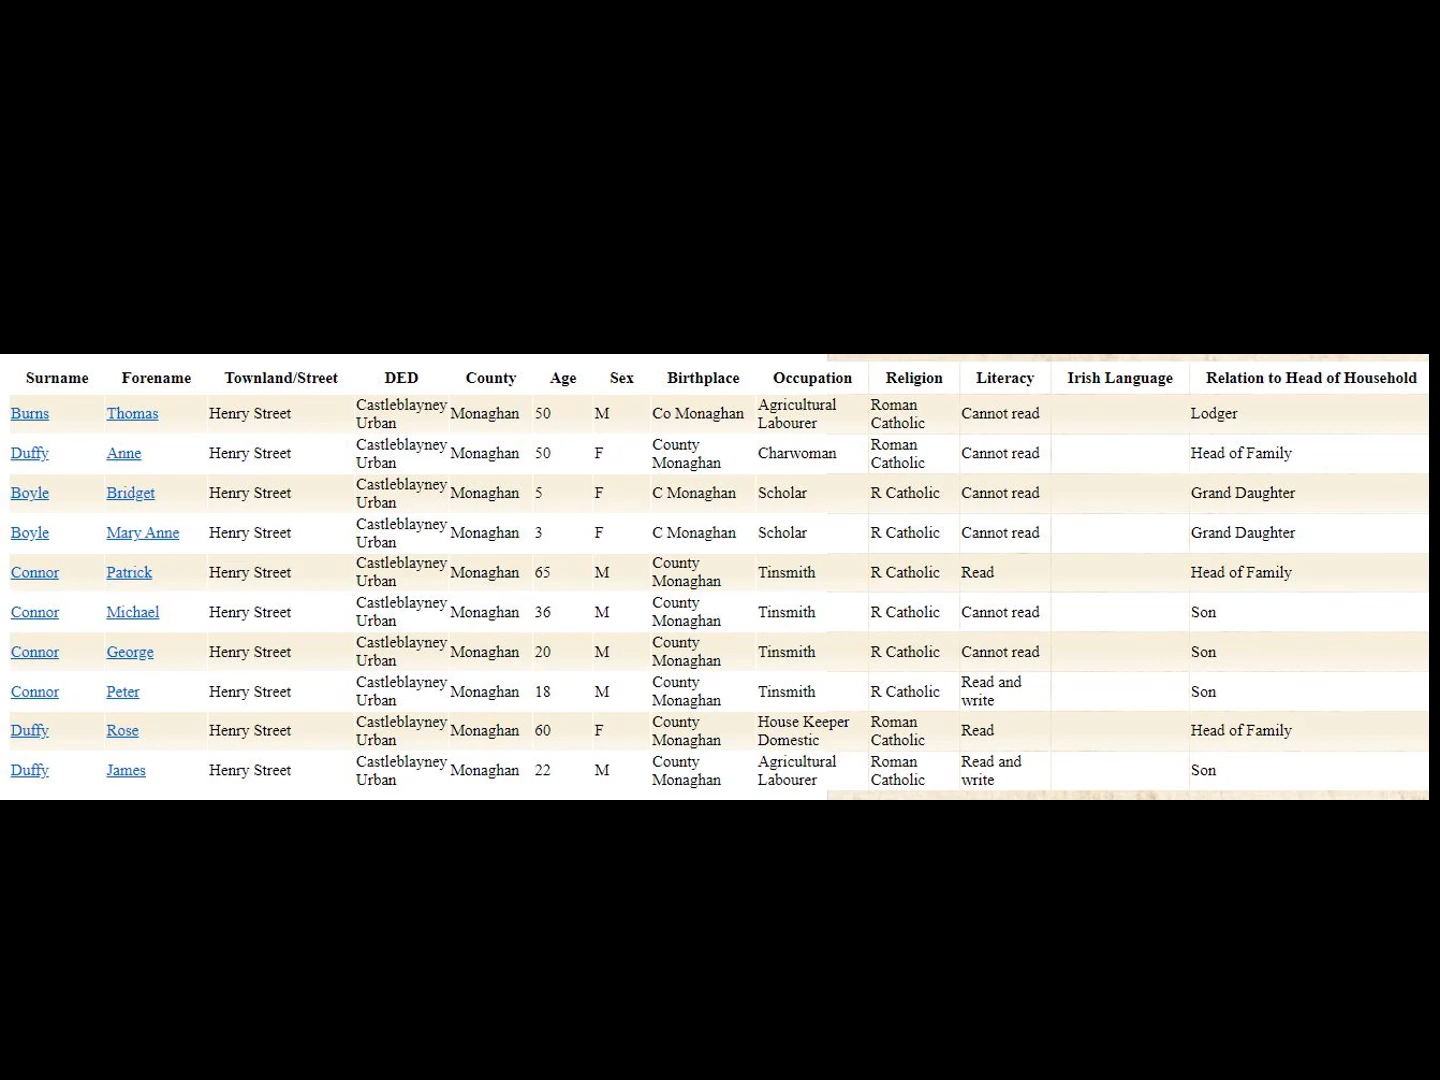 Surname Forename Townland/Street DED County Age Sex Birthplace Occupation Religion Literacy Irish Language Relation to Head of Household
Burns Thomas Henry Street Castleblayney Urban Monaghan 50 M Co Monaghan Agricultural Labourer Roman Catholic Cannot read Lodger
Duffy Anne Henry Street Castleblayney Urban Monaghan 50 F County Monaghan Charwoman Roman Catholic Cannot read Head of Family
Boyle Bridget Henry Street Castleblayney Urban Monaghan 5 F C Monaghan Scholar R Catholic Cannot read Grand Daughter
Boyle Mary Anne Henry Street Castleblayney Urban Monaghan 3 F C Monaghan Scholar R Catholic Cannot read Grand Daughter
Connor Patrick Henry Street Castleblayney Urban Monaghan 65 M County Monaghan Tinsmith R Catholic Read Head of Family
Connor Michael Henry Street Castleblayney Urban Monaghan 36 M County Monaghan Tinsmith R Catholic Cannot read Son
Connor George Henry Street Castleblayney Urban Monaghan 20 M County Monaghan Tinsmith R Catholic Cannot read Son
Connor Peter Henry Street Castleblayney Urban Monaghan 18 M County Monaghan Tinsmith R Catholic Read and write Son
Duffy Rose Henry Street Castleblayney Urban Monaghan 60 F County Monaghan House Keeper Domestic Roman Catholic Read Head of Family
Duffy James Henry Street Castleblayney Urban Monaghan 22 M County Monaghan Agricultural Labourer Roman Catholic Read and write Son